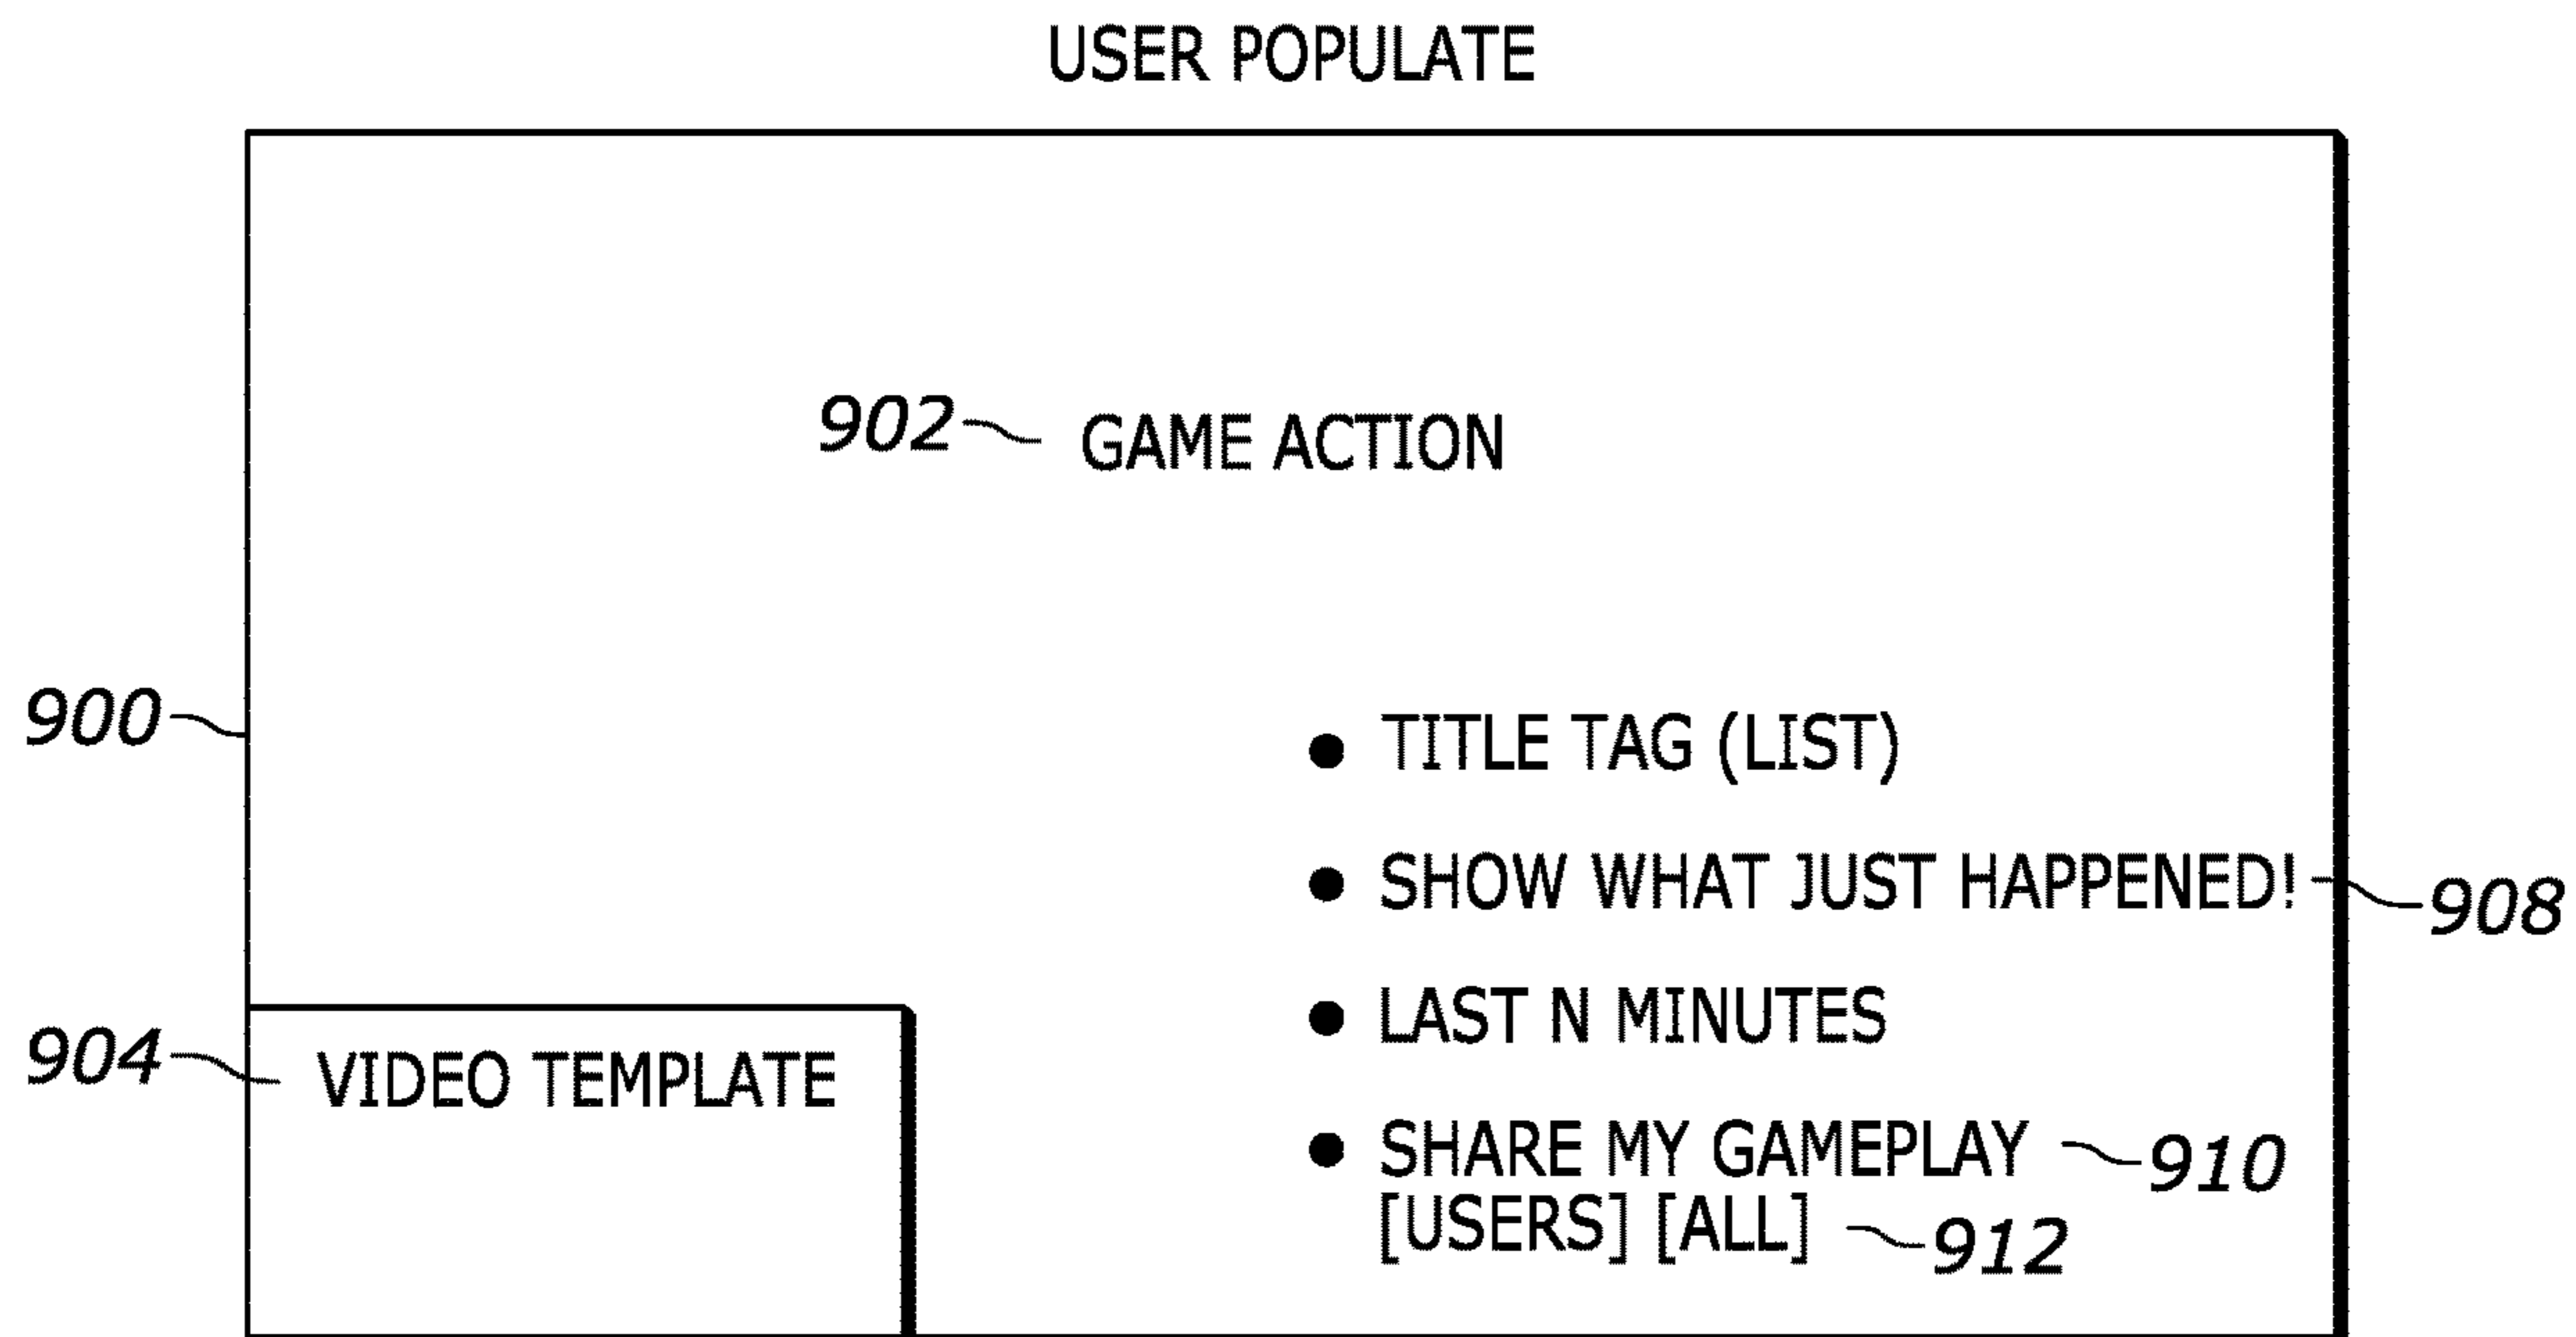 USER POPULATE
902 GAME ACTION
900
● TITLE TAG (LIST)
● SHOW WHAT JUST HAPPENED! 908
● LAST N MINUTES
904 VIDEO TEMPLATE
● SHARE MY GAMEPLAY 910
[USERS] [ALL] 912